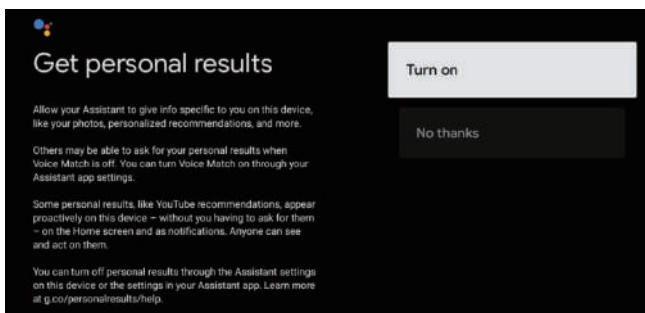 Get personal results
Allow your Assistant to give info specific to you on this device,
like your photos, personalized recommendations, and more.
Others may be able to ask for your personal results when
Voice Match is off. You can turn Voice Match on through your
Assistant app settings.
Some personal results, like YouTube recommendations, appear
proactively on this device – without you having to ask for them
– on the Home screen and as notifications. Anyone can see
and act on them.
You can turn off personal results through the Assistant settings
on this device or the settings in your Assistant app. Learn more
at g.co/personalresults/help.
Turn on
No thanks